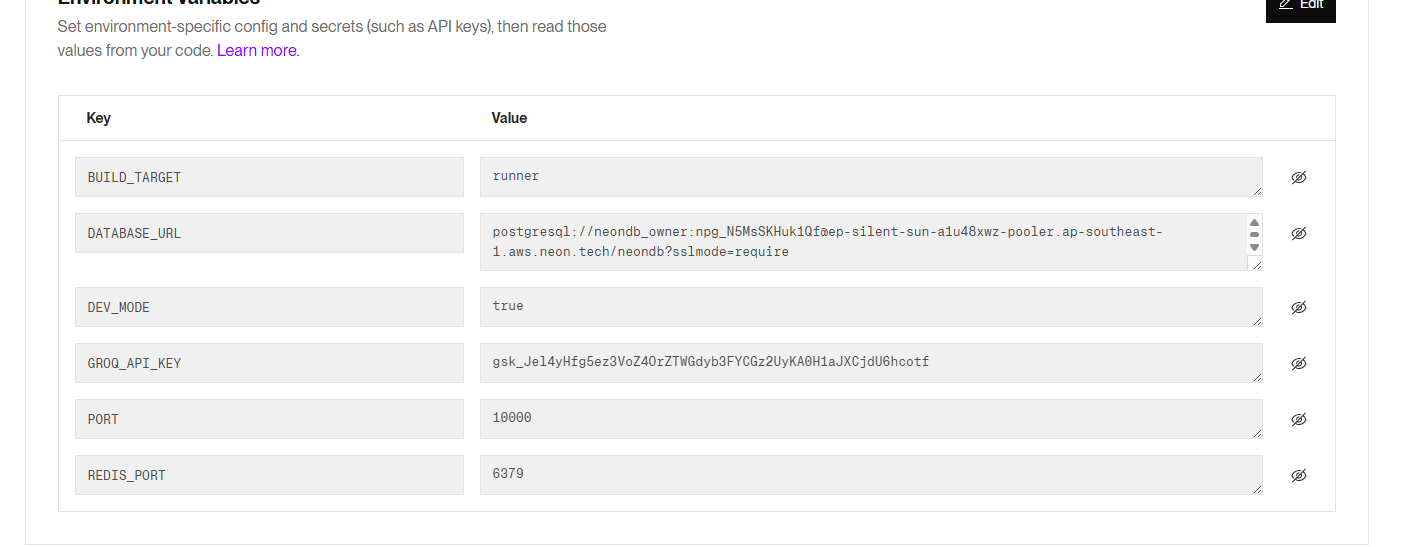 Environment Variables
Edit
Set environment-specific config and secrets (such as API keys), then read those
values from your code. Learn more.
Key Value
BUILD_TARGET runner
DATABASE_URL postgresql://neondb_owner:npg_N5MsSKHuk1Qf@ep-silent-sun-a1u48xwz-pooler.ap-southeast-
1.aws.neon.tech/neondb?sslmode=require
DEV_MODE true
GROQ_API_KEY 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
PORT 10000
REDIS_PORT 6379